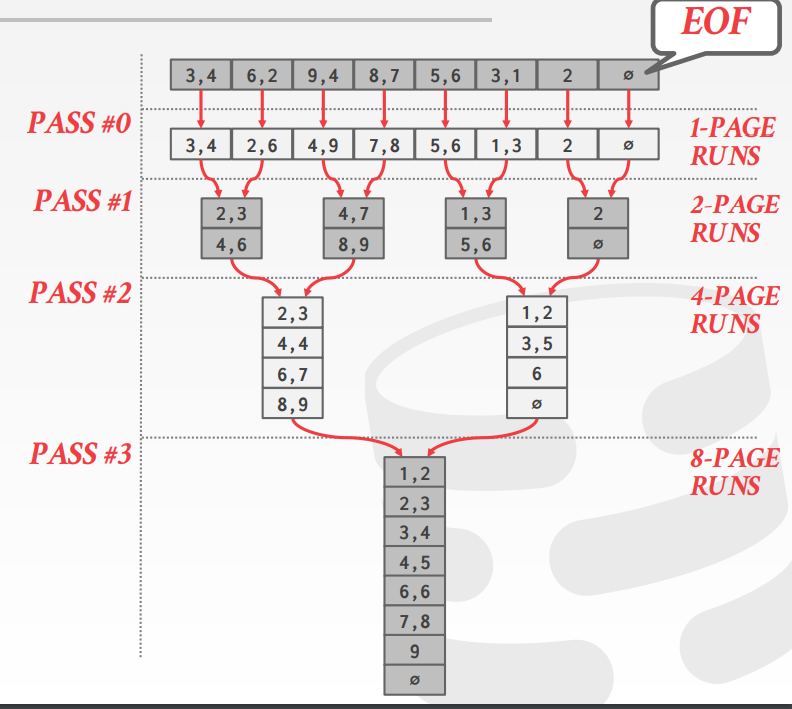 EOF
3,4 6,2 9,4 8,7 5,6 3,1 2 ∅
PASS #0
1-PAGE
RUNS
3,4 2,6 4,9 7,8 5,6 1,3 2 ∅
PASS #1
2-PAGE
RUNS
2,3 4,7 1,3 2
4,6 8,9 5,6 ∅
PASS #2
4-PAGE
RUNS
2,3 1,2
4,4 3,5
6,7 6
8,9 ∅
PASS #3
8-PAGE
RUNS
1,2
2,3
3,4
4,5
6,6
7,8
9
∅